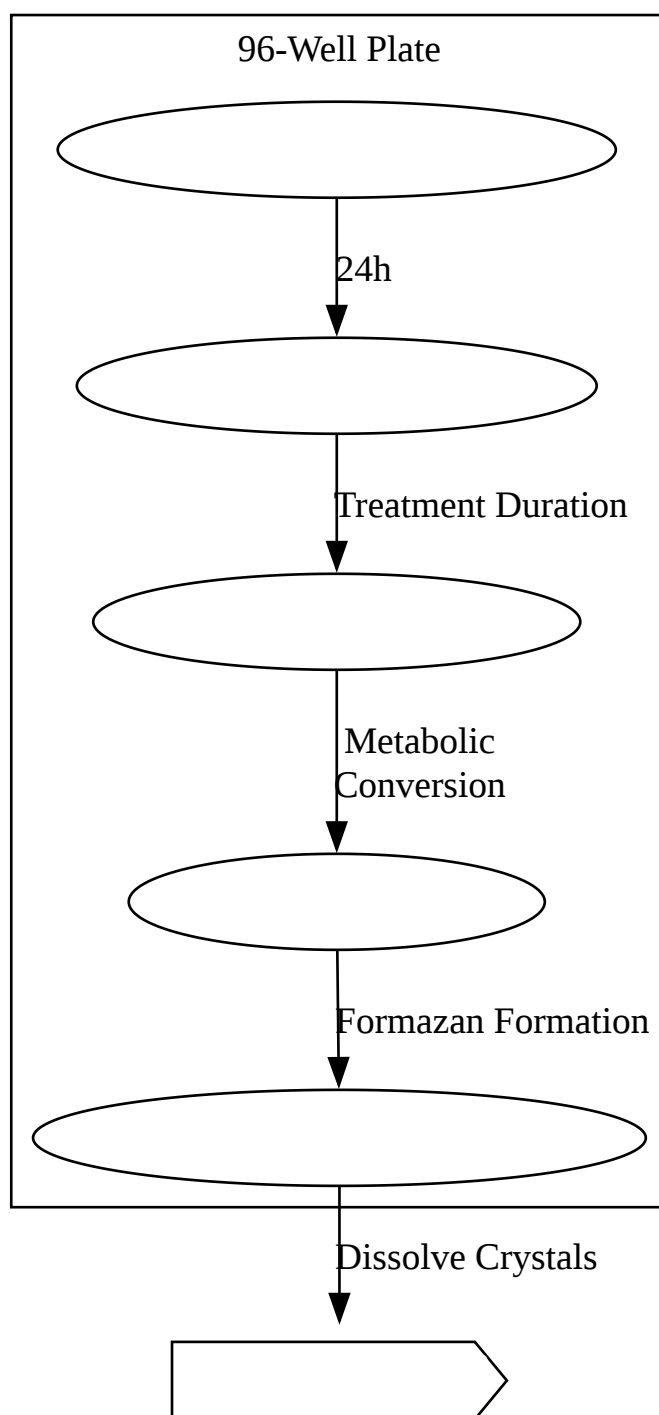 96-Well Plate
24h
Treatment Duration
Metabolic
Conversion
Formazan Formation
Dissolve Crystals